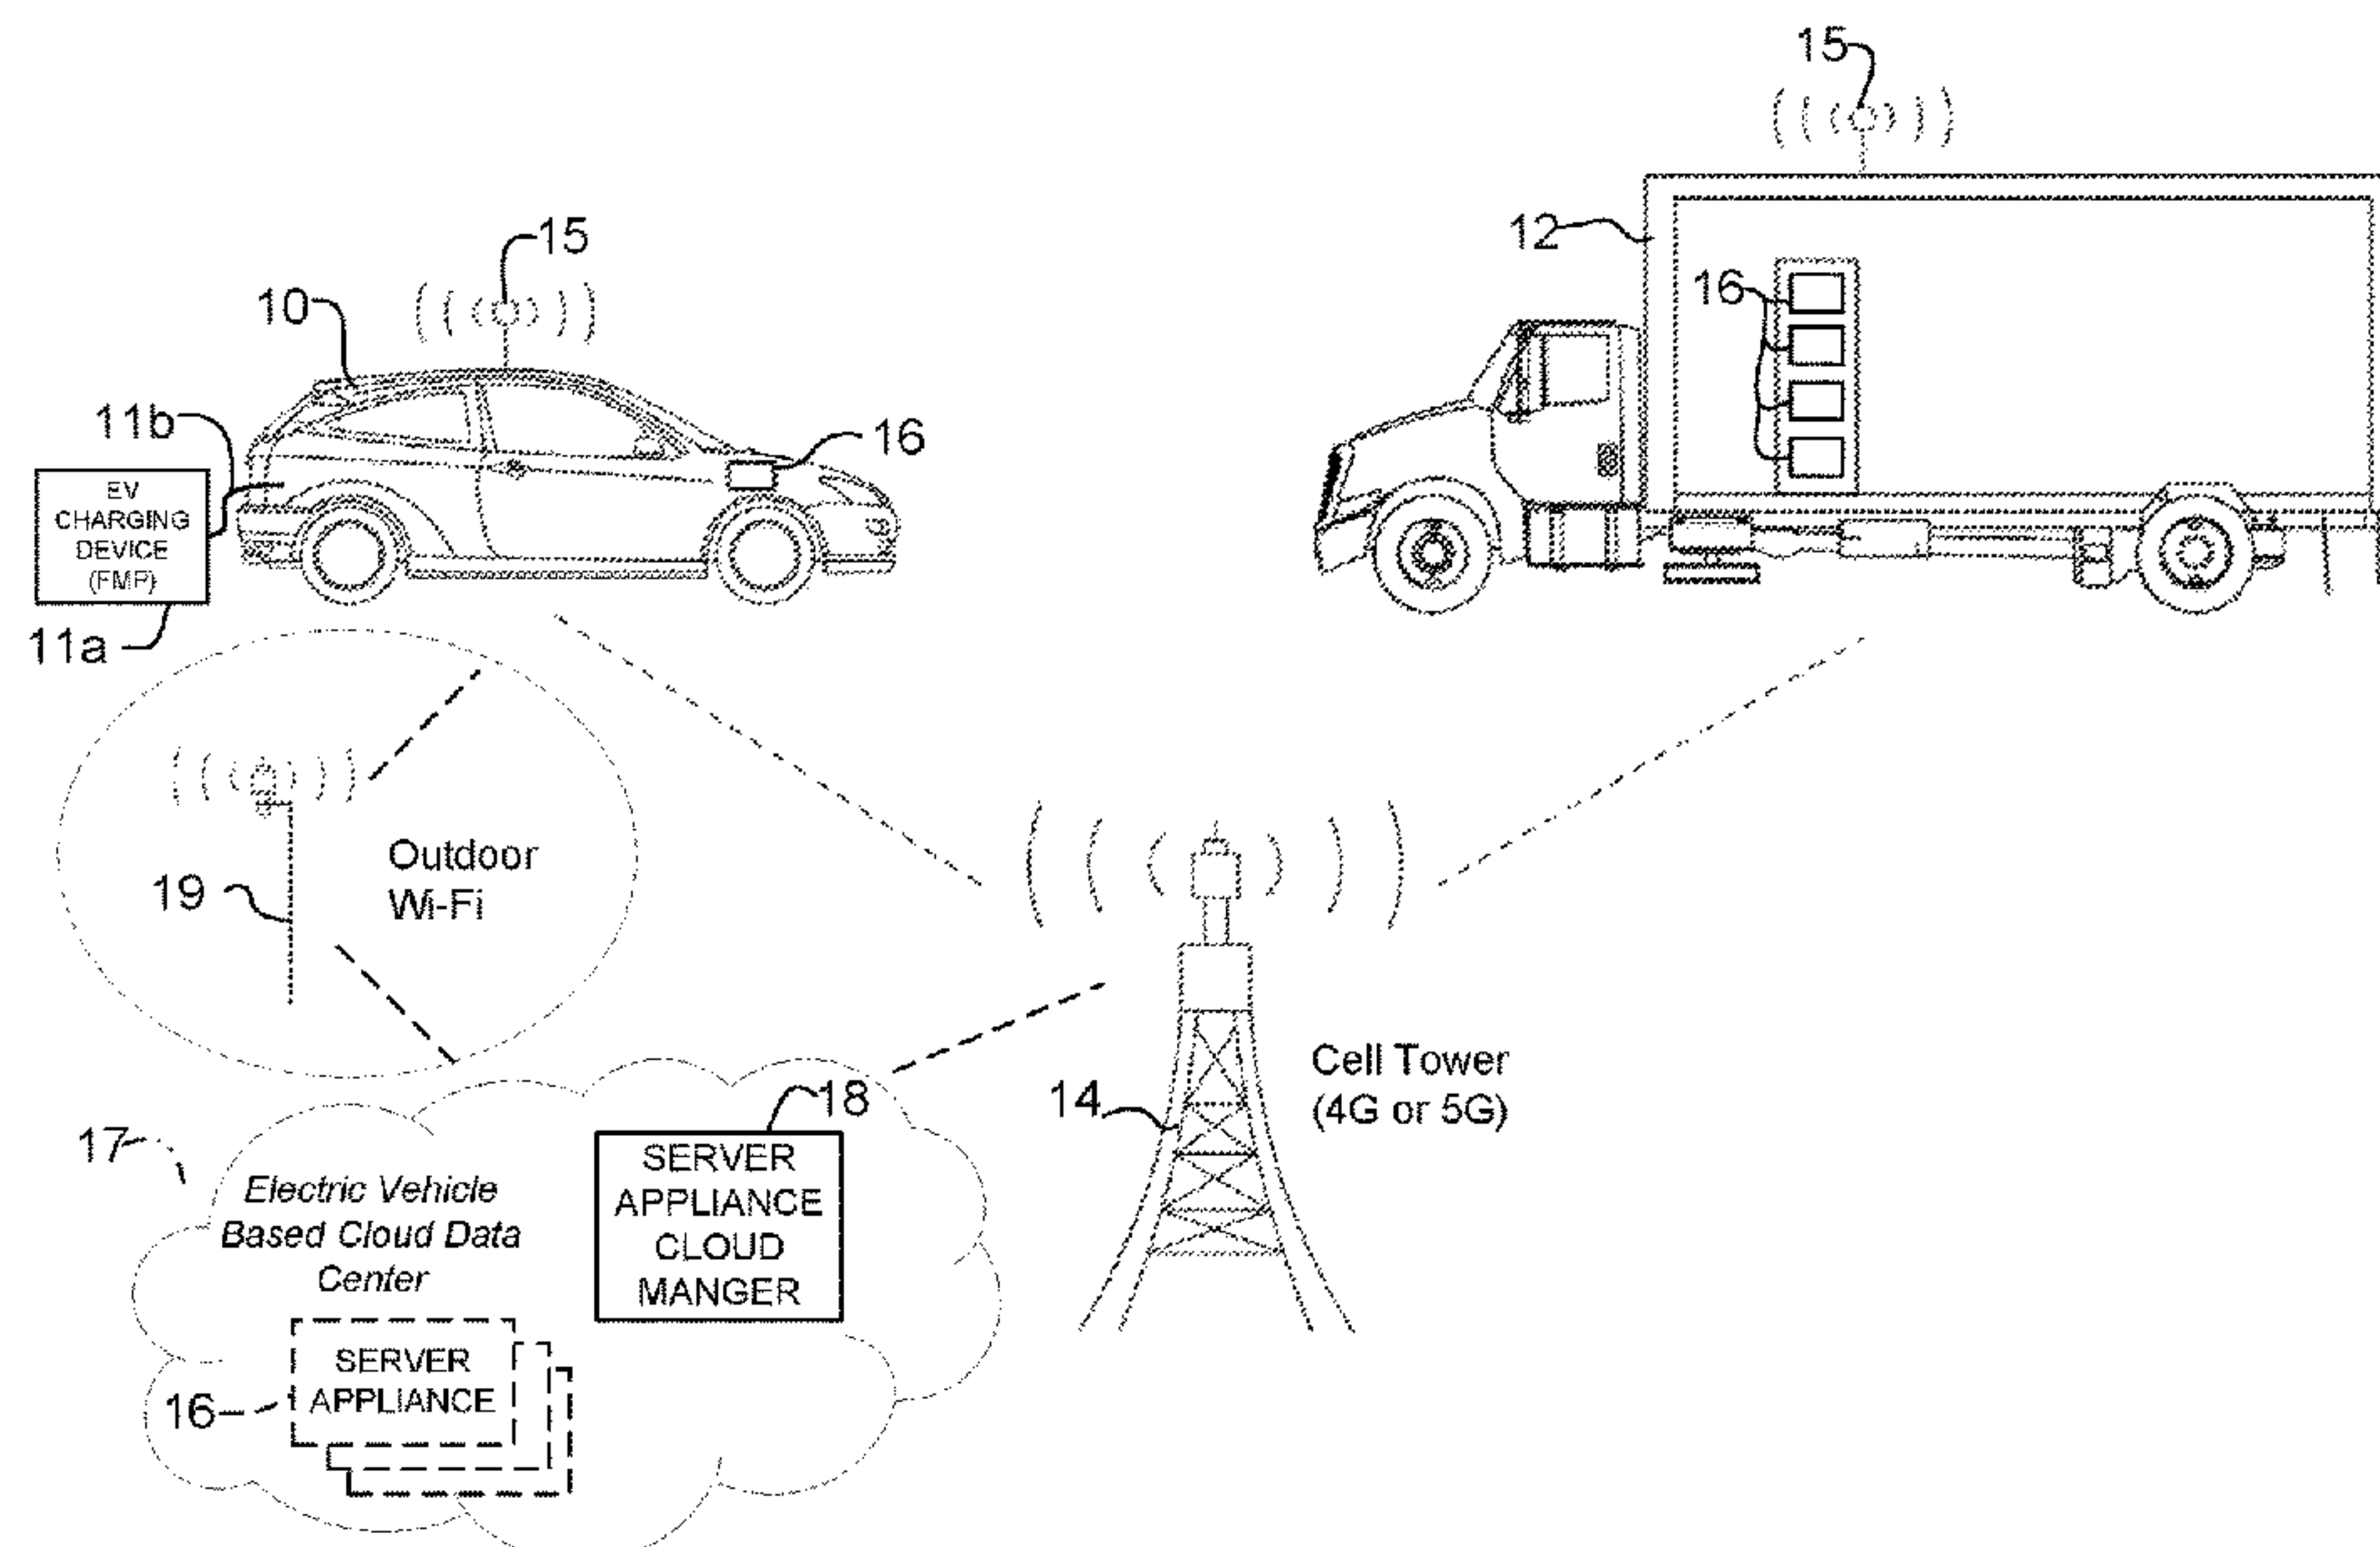 15
15
12
10
16
11b
16
EV
CHARGING
DEVICE
(FMP)
11a
Outdoor
Wi-Fi
19
Cell Tower
(4G or 5G)
14
18
17
Electric Vehicle
Based Cloud Data
Center
SERVER
APPLIANCE
CLOUD
MANGER
SERVER
APPLIANCE
16